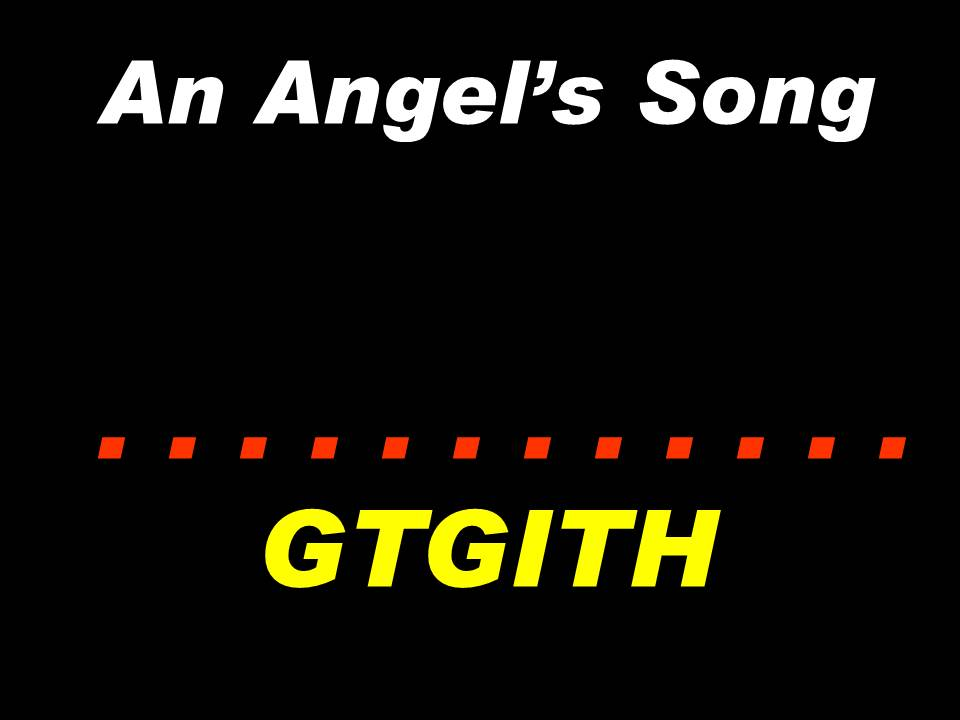 An Angel’s Song
. . . . . . . . . . . .
GTGITH